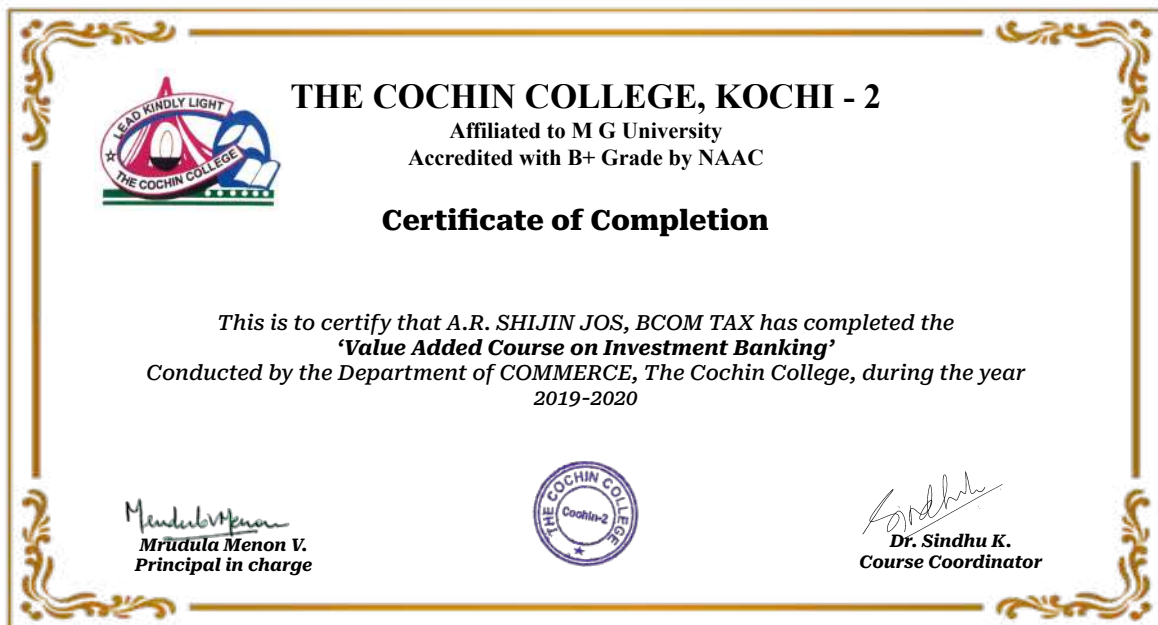 THE COCHIN COLLEGE, KOCHI - 2
Affiliated to M G University
Accredited with B+ Grade by NAAC
LEAD KINDLY LIGHT
THE COCHIN COLLEGE
Certificate of Completion
This is to certify that A.R. SHIJIN JOS, BCOM TAX has completed the
‘Value Added Course on Investment Banking’
Conducted by the Department of COMMERCE, The Cochin College, during the year
2019-2020
THE COCHIN COLLEGE
Cochin-2
Mrudula Menon V.
Principal in charge
Sindhu
Dr. Sindhu K.
Course Coordinator